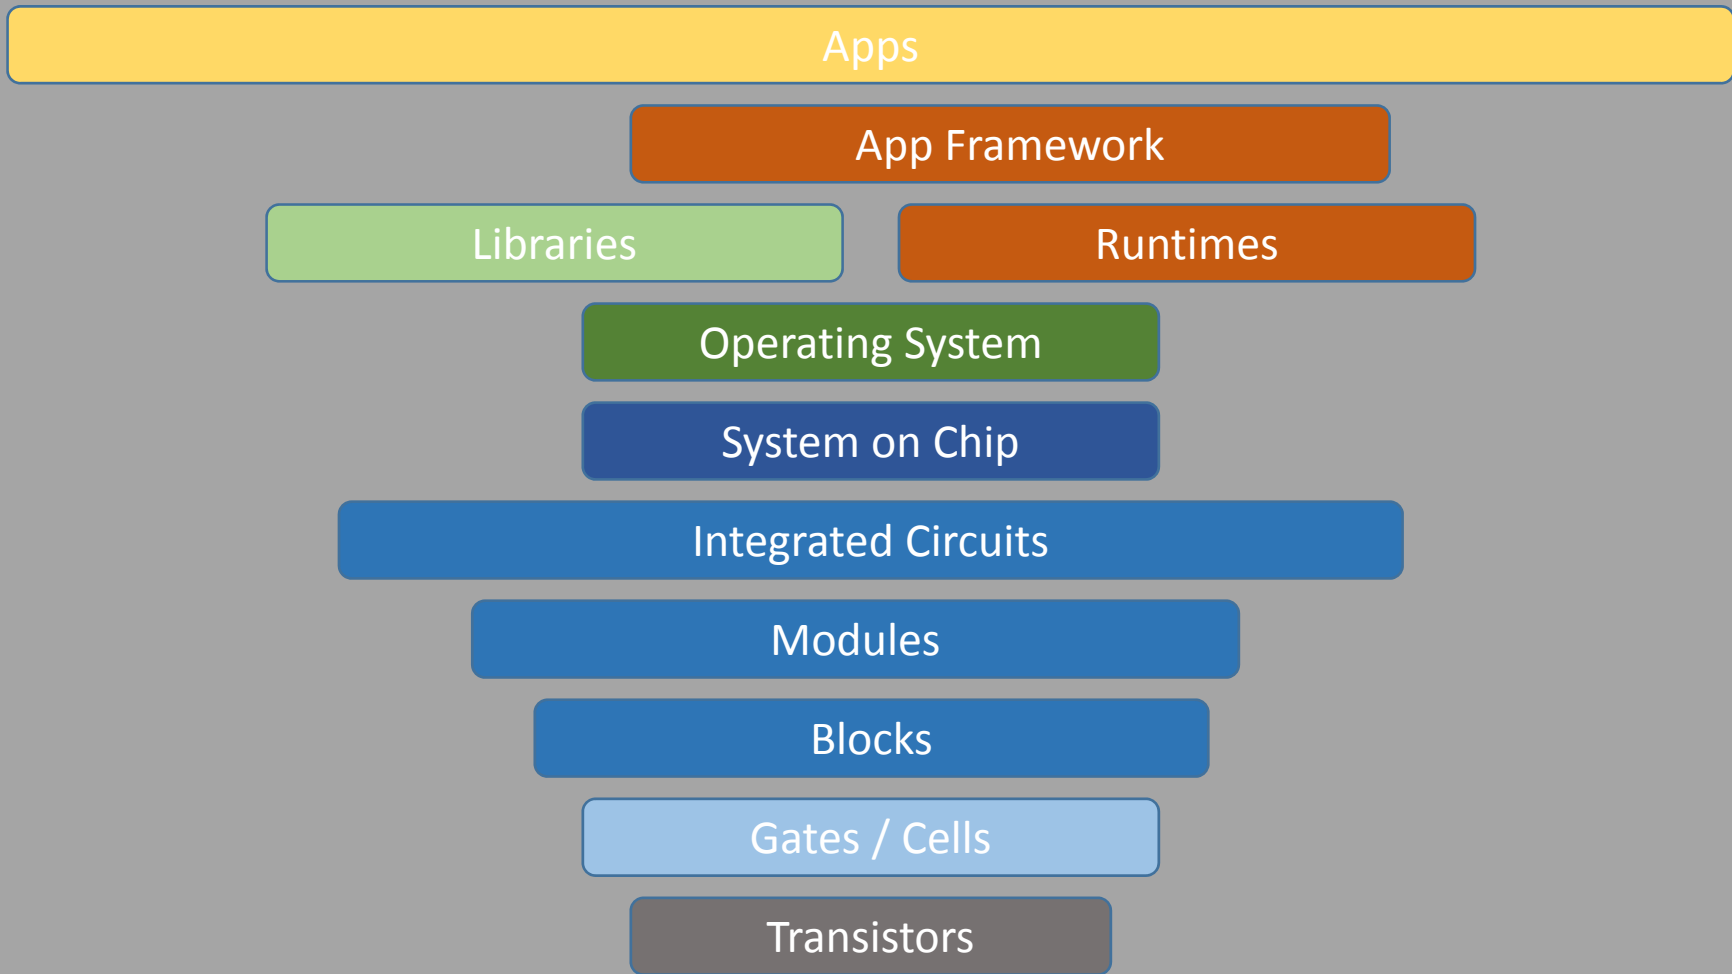 Apps
App Framework
Libraries
Runtimes
Operating System
System on Chip
Integrated Circuits
Modules
Blocks
Gates / Cells
Transistors